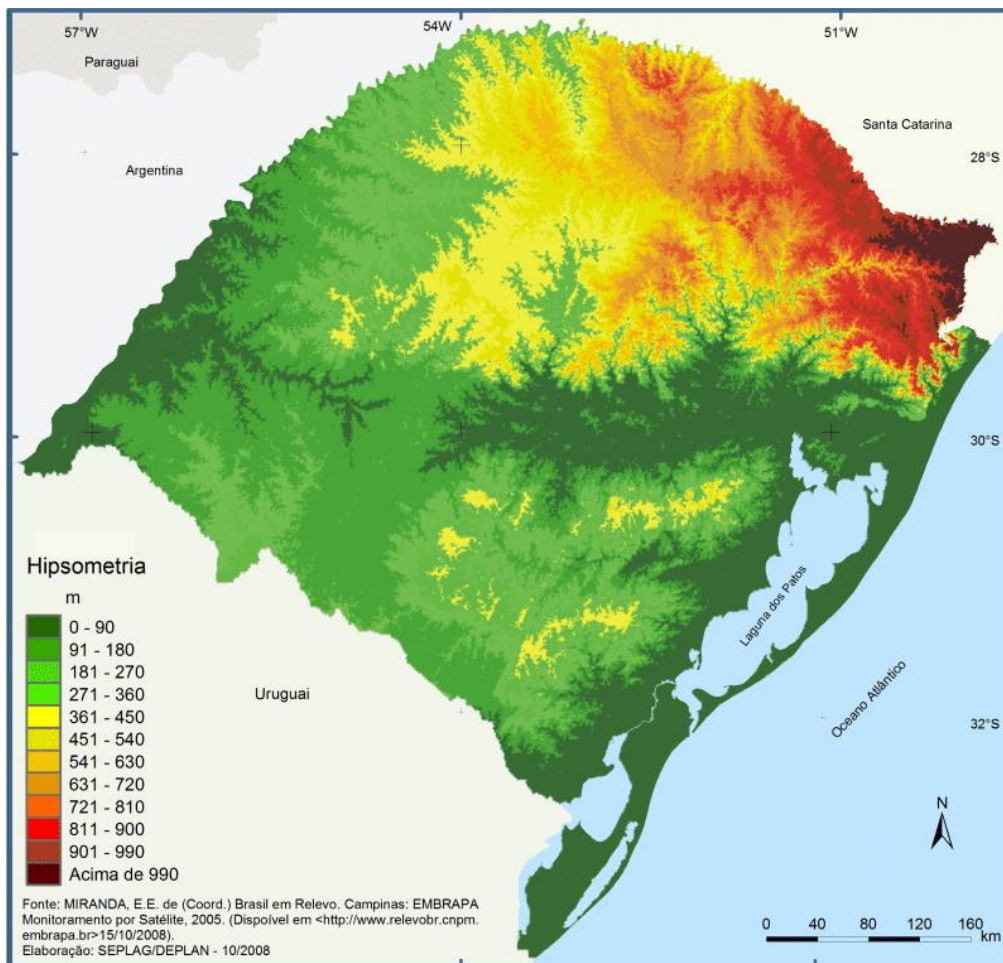 57°W
54W
51°W
Paraguai
Santa Catarina
28°S
Argentina
30°S
Hipsometria
m
0 - 90
91 - 180
181 - 270
271 - 360
361 - 450
451 - 540
541 - 630
631 - 720
721 - 810
811 - 900
901 - 990
Acima de 990
Laguna dos Patos
Uruguai
Oceano Atlântico
32°S
N
Fonte: MIRANDA, E.E. de (Coord.) Brasil em Relevo. Campinas: EMBRAPA
Monitoramento por Satélite, 2005. (Dispoível em <http://www.relevobr.cnpm.
embrapa.br>15/10/2008).
Elaboração: SEPLAG/DEPLAN - 10/2008
0 40 80 120 160
km